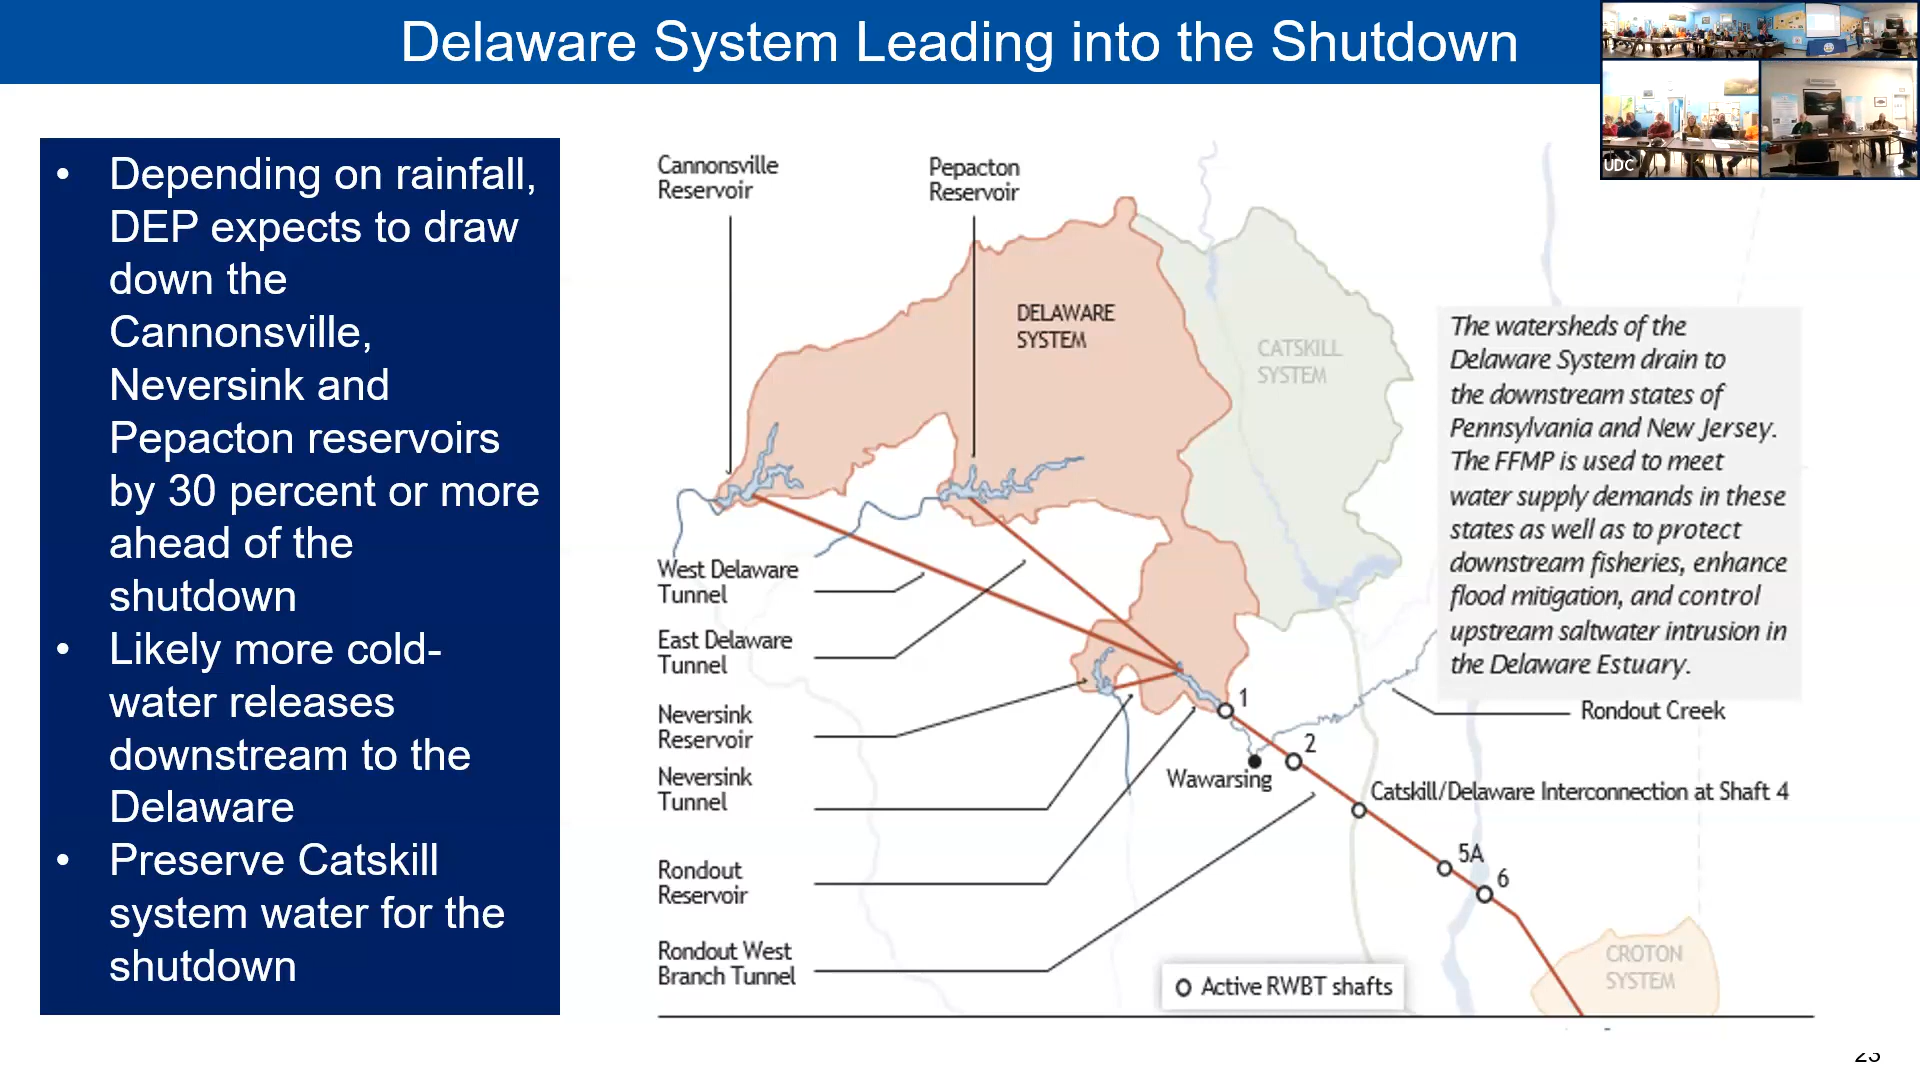 Delaware System Leading into the Shutdown
UDC
• Depending on rainfall,
DEP expects to draw
down the
Cannonsville,
Neversink and
Pepacton reservoirs
by 30 percent or more
ahead of the
shutdown
• Likely more cold-
water releases
downstream to the
Delaware
• Preserve Catskill
system water for the
shutdown
Cannonsville
Reservoir
Pepacton
Reservoir
DELAWARE
SYSTEM
CATSKILL
SYSTEM
The watersheds of the
Delaware System drain to
the downstream states of
Pennsylvania and New Jersey.
The FFMP is used to meet
water supply demands in these
states as well as to protect
downstream fisheries, enhance
flood mitigation, and control
upstream saltwater intrusion in
the Delaware Estuary.
West Delaware
Tunnel
East Delaware
Tunnel
Neversink
Reservoir
Neversink
Tunnel
Rondout
Reservoir
Rondout West
Branch Tunnel
1
2
Rondout Creek
Wawarsing
Catskill/Delaware Interconnection at Shaft 4
5A
6
CROTON
SYSTEM
Active RWBT shafts
23